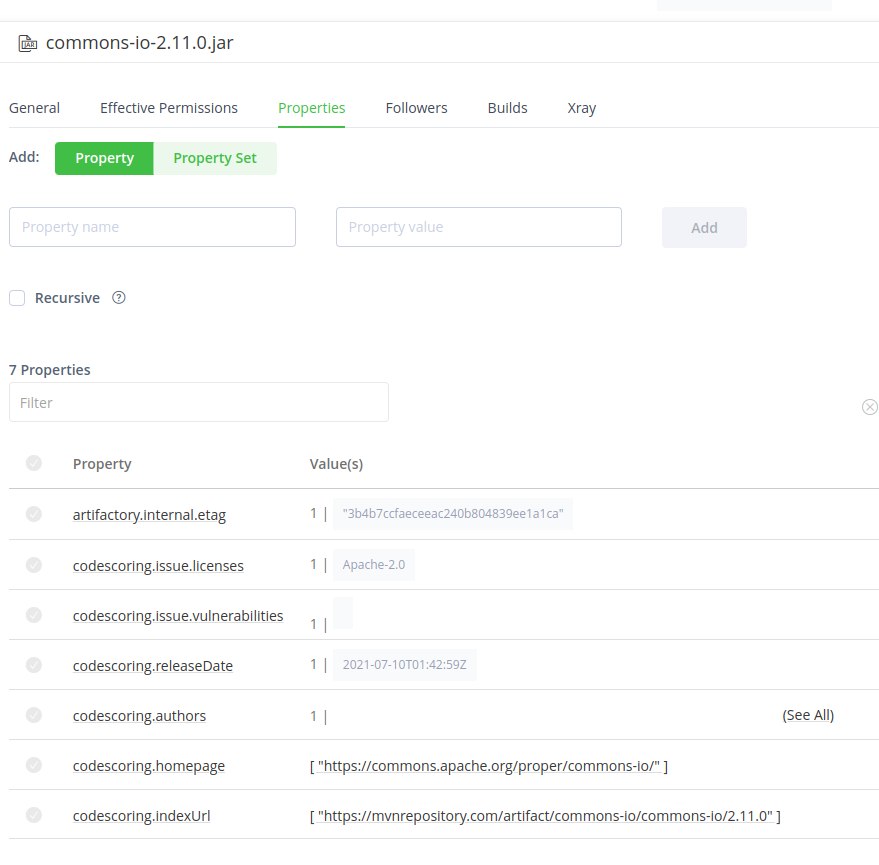 JAR commons-io-2.11.0.jar
General Effective Permissions Properties Followers Builds Xray
Add: Property Property Set
Property name Property value Add
Recursive ?
7 Properties
Filter
Property Value(s)
artifactory.internal.etag 1 | "3b4b7ccfaeceeac240b804839ee1a1ca"
codescoring.issue.licenses 1 | Apache-2.0
codescoring.issue.vulnerabilities 1 |
codescoring.releaseDate 1 | 2021-07-10T01:42:59Z
codescoring.authors 1 | (See All)
codescoring.homepage [ "https://commons.apache.org/proper/commons-io/" ]
codescoring.indexUrl [ "https://mvnrepository.com/artifact/commons-io/commons-io/2.11.0" ]